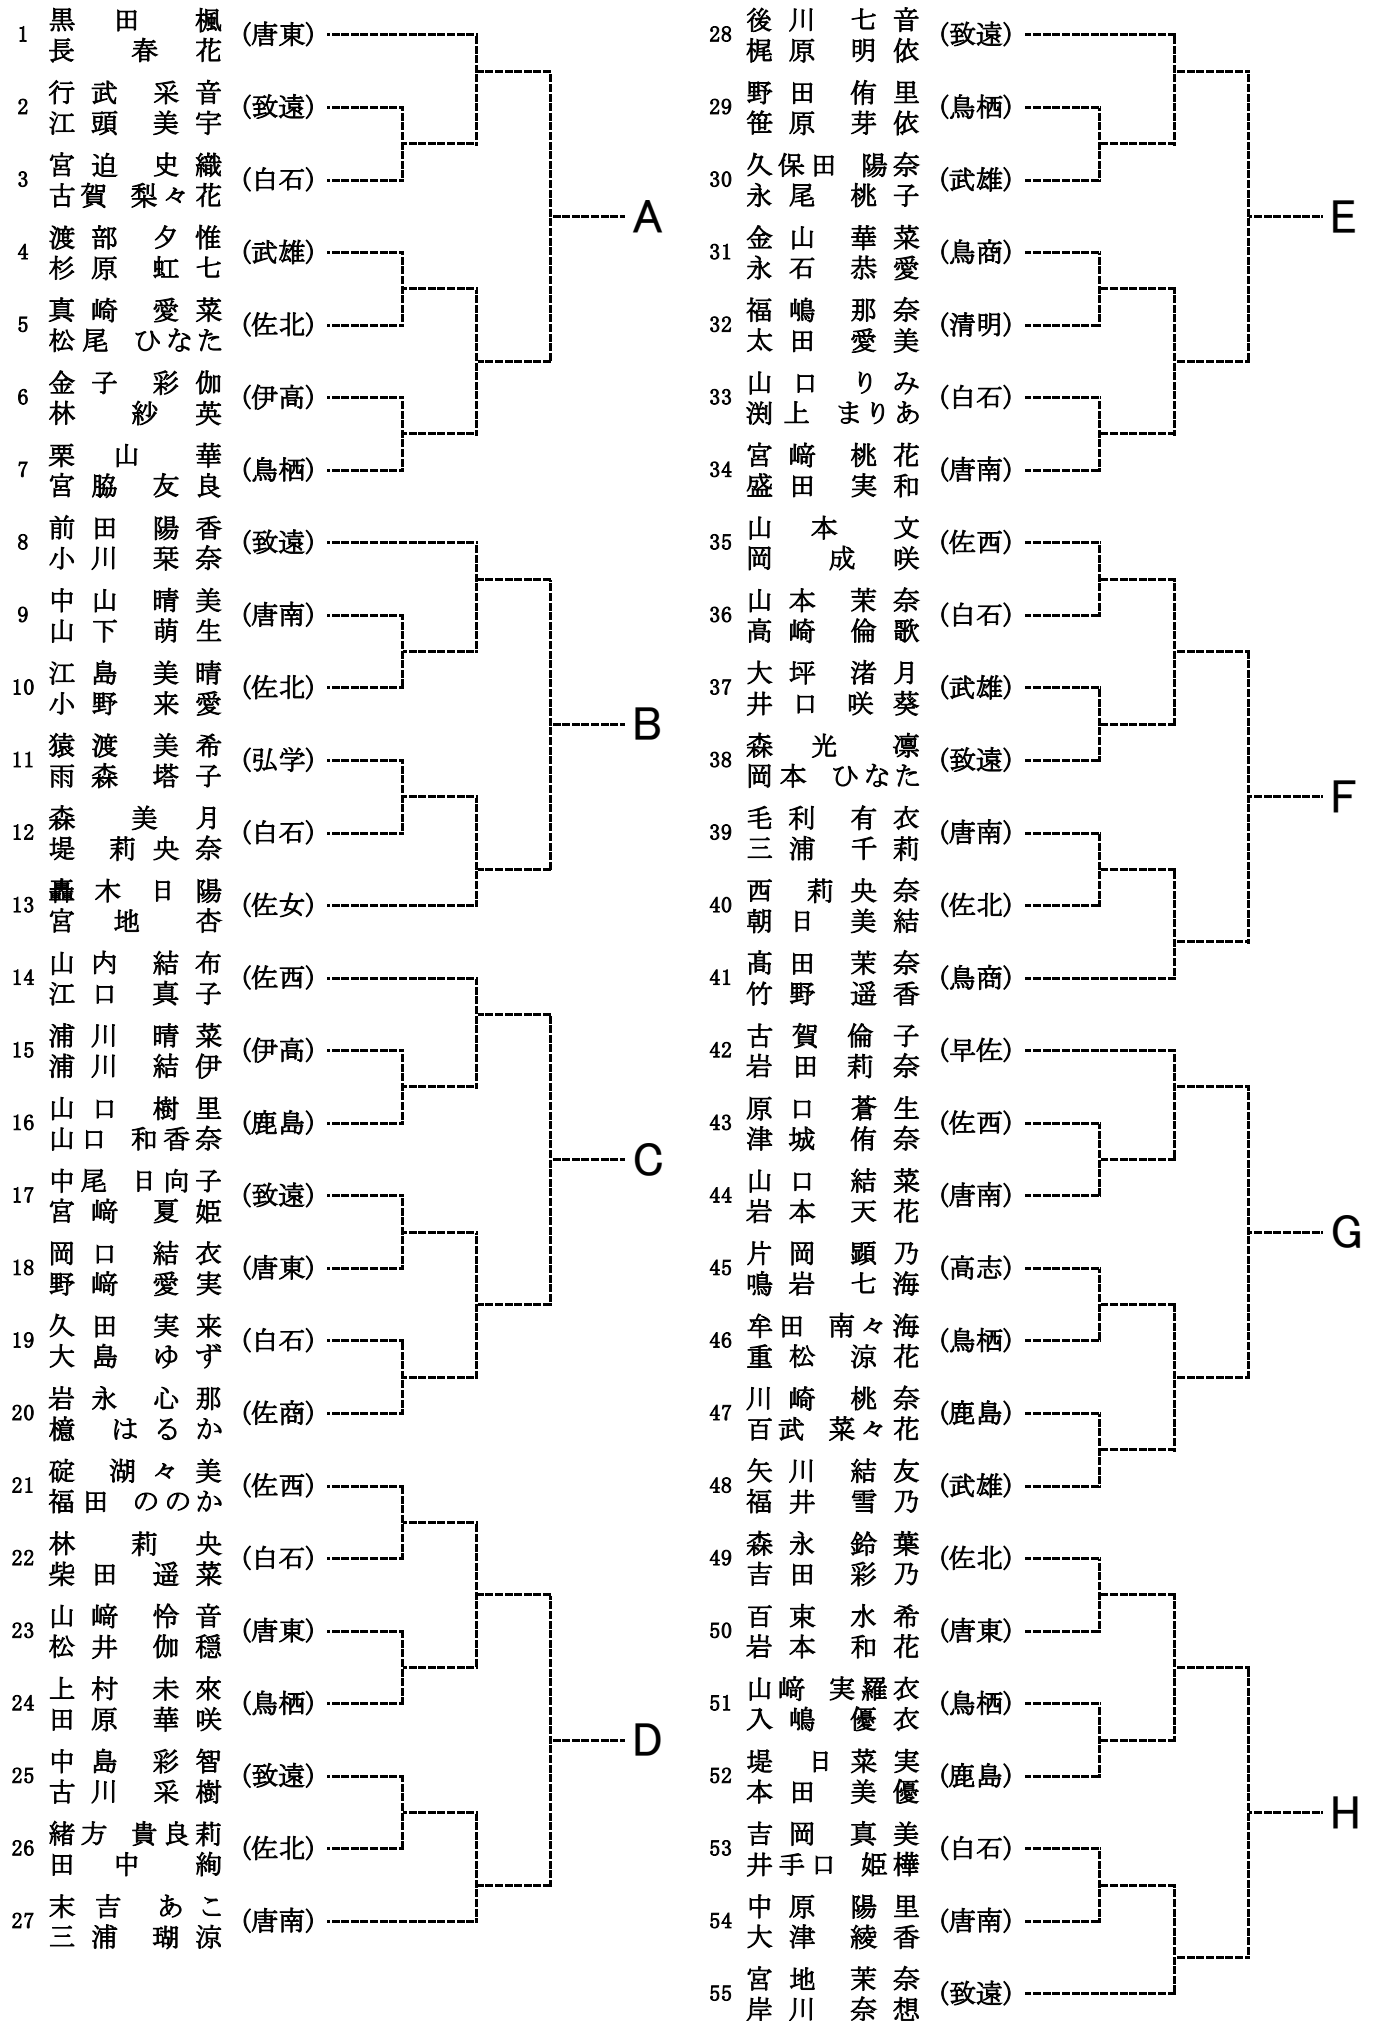 1 黒田 楓 (唐東)
長 春花
2 行武 采音 (致遠)
江頭 美宇
3 宮迫 史織 (白石)
古賀 梨々花
4 渡部 夕惟 (武雄)
杉原 虹七
5 真崎 愛菜 (佐北)
松尾 ひなた
6 金子 彩伽 (伊高)
林 紗英
7 栗山 華 (鳥栖)
宮脇 友良
A
8 前田 陽香 (致遠)
小川 栞奈
9 中山 晴美 (唐南)
山下 萌生
10 江島 美晴 (佐北)
小野 来愛
11 猿渡 美希 (弘学)
雨森 塔子
12 森 美月 (白石)
堤 莉央奈
13 轟木 日陽 (佐女)
宮地 杏
B
14 山内 結布 (佐西)
江口 真子
15 浦川 晴菜 (伊高)
浦川 結伊
16 山口 樹里 (鹿島)
山口 和香奈
17 中尾 日向子 (致遠)
宮﨑 夏姫
18 岡口 結衣 (唐東)
野﨑 愛実
19 久田 実来 (白石)
大島 ゆず
20 岩永 心那 (佐商)
檍 はるか
C
21 碇 湖々美 (佐西)
福田 ののか
22 林 莉央 (白石)
柴田 遥菜
23 山﨑 怜音 (唐東)
松井 伽穏
24 上村 未來 (鳥栖)
田原 華咲
25 中島 彩智 (致遠)
古川 采樹
26 緒方 貴良莉 (佐北)
田中 絢
27 末吉 あこ (唐南)
三浦 瑚涼
D
28 後川 七音 (致遠)
梶原 明依
29 野田 侑里 (鳥栖)
笹原 芽依
30 久保田 陽奈 (武雄)
永尾 桃子
31 金山 華菜 (鳥商)
永石 恭愛
32 福嶋 那奈 (清明)
太田 愛美
33 山口 りみ (白石)
渕上 まりあ
34 宮﨑 桃花 (唐南)
盛田 実和
E
35 山本 文 (佐西)
岡 成咲
36 山本 茉奈 (白石)
高崎 倫歌
37 大坪 渚月 (武雄)
井口 咲葵
38 森 光凛 (致遠)
岡本 ひなた
39 毛利 有衣 (唐南)
三浦 千莉
40 西 莉央奈 (佐北)
朝日 美結
41 髙田 茉奈 (鳥商)
竹野 遥香
F
42 古賀 倫子 (早佐)
岩田 莉奈
43 原口 蒼生 (佐西)
津城 侑奈
44 山口 結菜 (唐南)
岩本 天花
45 片岡 顕乃 (高志)
鳴岩 七海
46 牟田 南々海 (鳥栖)
重松 涼花
47 川崎 桃奈 (鹿島)
百武 菜々花
48 矢川 結友 (武雄)
福井 雪乃
G
49 森永 鈴葉 (佐北)
吉田 彩乃
50 百束 水希 (唐東)
岩本 和花
51 山﨑 実羅衣 (鳥栖)
入嶋 優衣
52 堤 日菜実 (鹿島)
本田 美優
53 吉岡 真美 (白石)
井手口 姫樺
54 中原 陽里 (唐南)
大津 綾香
55 宮地 茉奈 (致遠)
岸川 奈想
H